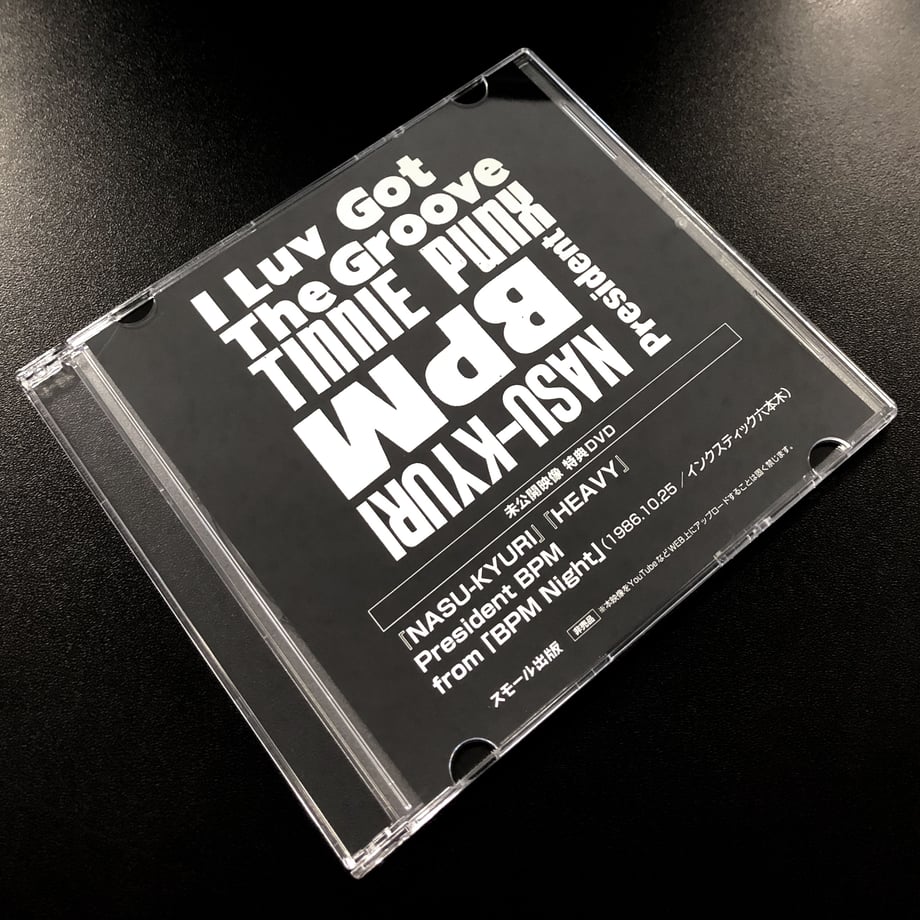 I Luv Got
The Groove
TINNIE PUNX
President
BPM
NASU-KYURI
未公開映像 特典DVD
『NASU-KYURI』『HEAVY』
President BPM
from「BPM Night」(1986.10.25 / インクスティック六本木)
スモール出版 非売品 ※本映像をYouTubeなどWEB上にアップロードすることは固く禁じます。